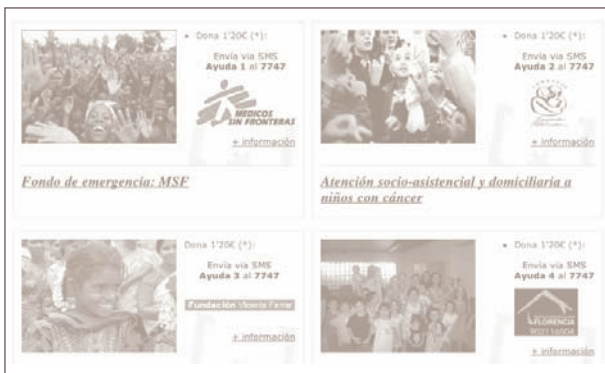 • Dona 1'20€ (*):
Envía vía SMS
Ayuda 1 al 7747
MEDICOS
SIN FRONTERAS
+ información
Fondo de emergencia: MSF
• Dona 1'20€ (*):
Envía vía SMS
Ayuda 2 al 7747
+ información
Atención socio-asistencial y domiciliaria a
niños con cáncer
Dona 1'20€ (*):
Envía vía SMS
Ayuda 3 al 7747
Fundación Vicente Ferrer
+ información
• Dona 1'20€ (*):
Envía vía SMS
Ayuda 4 al 7747
FLORENCIA
+ información